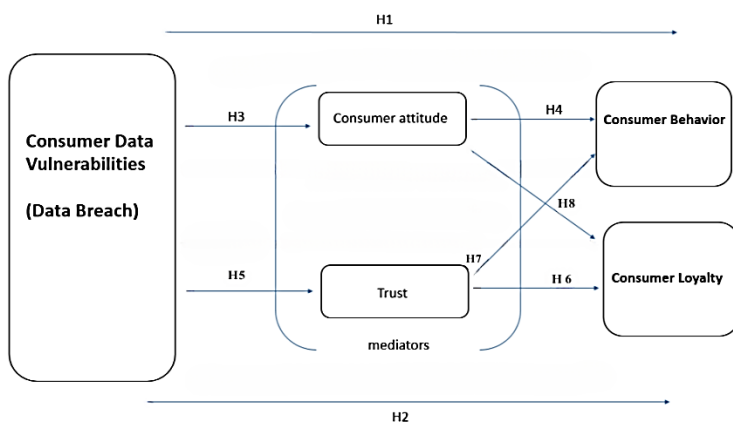 H1
Consumer Data
Vulnerabilities
(Data Breach)
H3
Consumer attitude
H4
Consumer Behavior
H8
H7
H5
Trust
H 6
Consumer Loyalty
mediators
H2